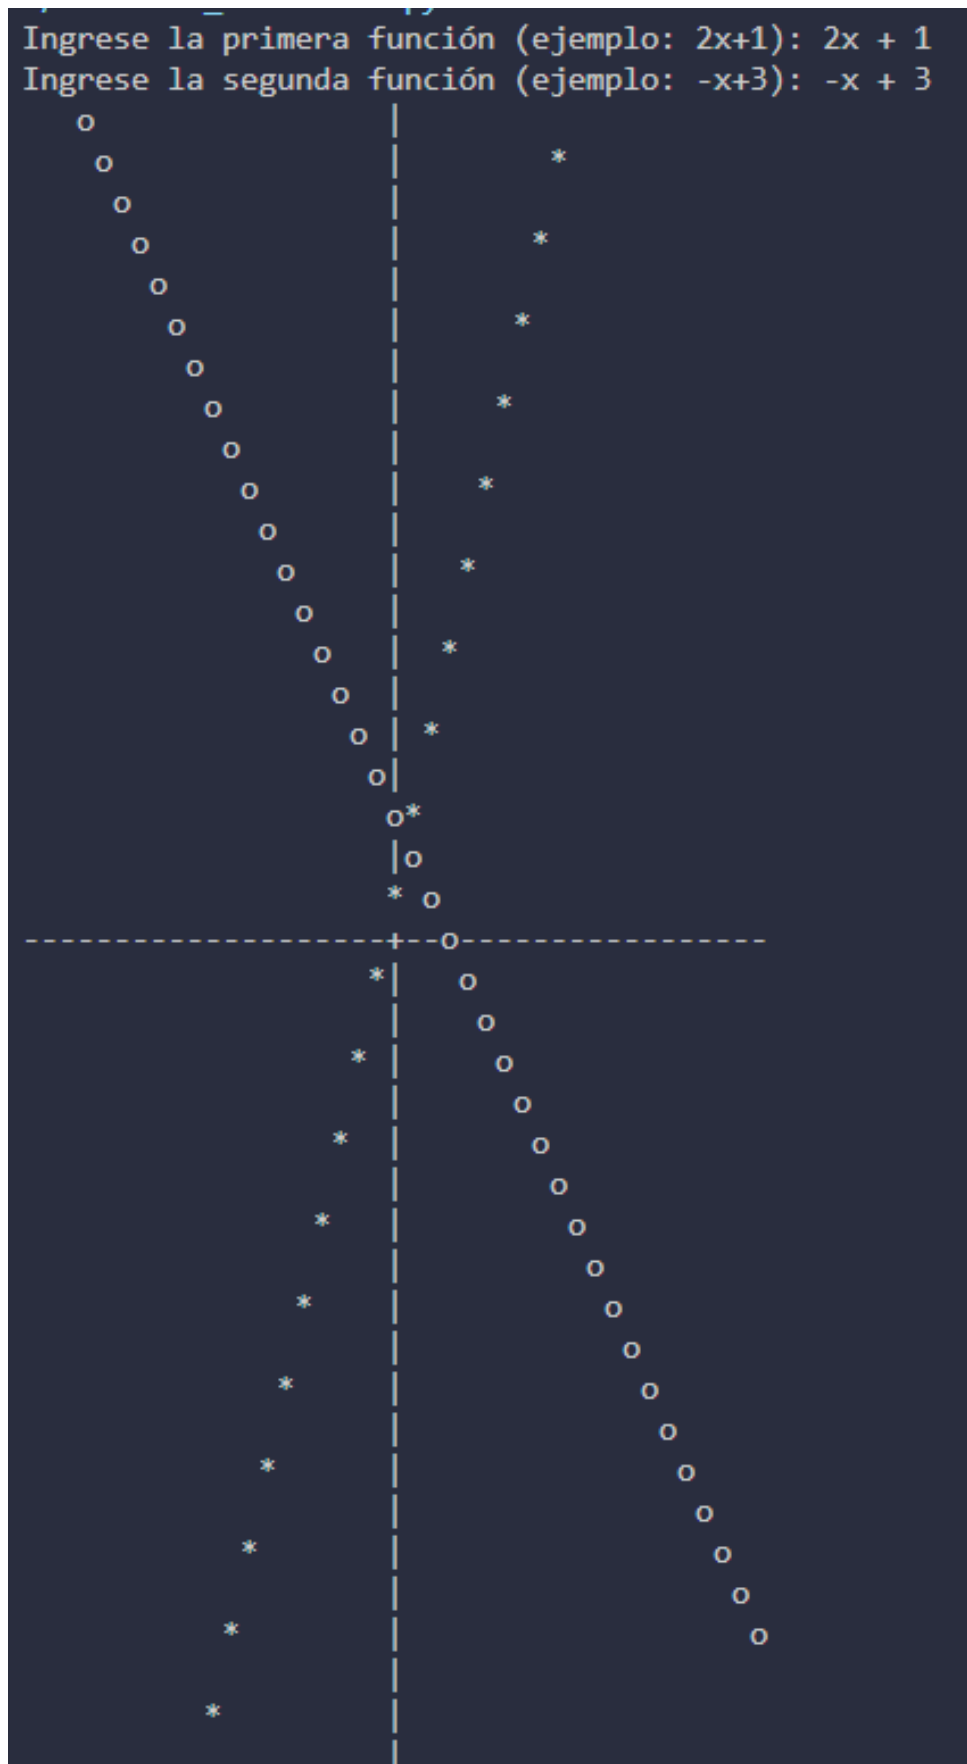 Ingrese la primera función (ejemplo: 2x+1): 2x + 1
Ingrese la segunda función (ejemplo: -x+3): -x + 3
   o                |
    o               |        *
     o              |
      o             |       *
       o            |
        o           |      *
         o          |
          o         |     *
           o        |
            o       |    *
             o      |
              o     |   *
               o    |
                o   |  *
                 o  |
                  o | *
                   o|
                    o*
                    |o
                    * o
--------------------+--o-----------------
                   *|   o
                    |    o
                  * |     o
                    |      o
                 *  |       o
                    |        o
                *   |         o
                    |          o
               *    |           o
                    |            o
              *     |             o
                    |              o
             *      |               o
                    |                o
            *       |                 o
                    |                  o
           *        |                   o
                    |
          *         |
                    |